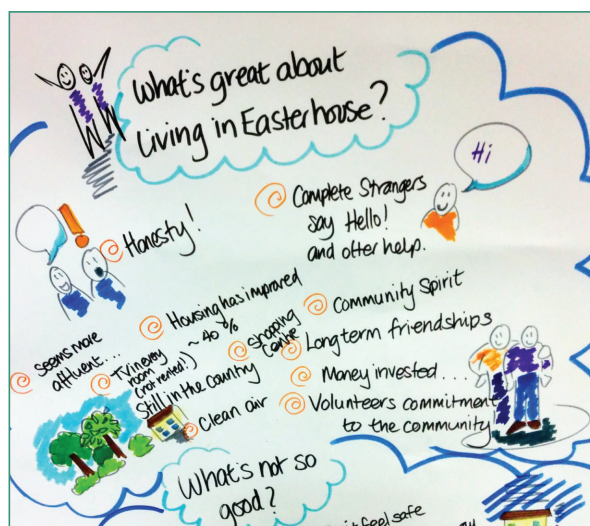 What's great about
living in Easterhouse?
Hi
Complete Strangers
say Hello!
and offer help.
Honesty!
Housing has improved
~ 40%
Shopping
Centre
Community Spirit
Long term friendships
Seems more
affluent...
TV in every
room
(not rented!)
Still in the country
Money invested...
Clean air
Volunteers commitment
to the community
What's not so
good?
feel safe